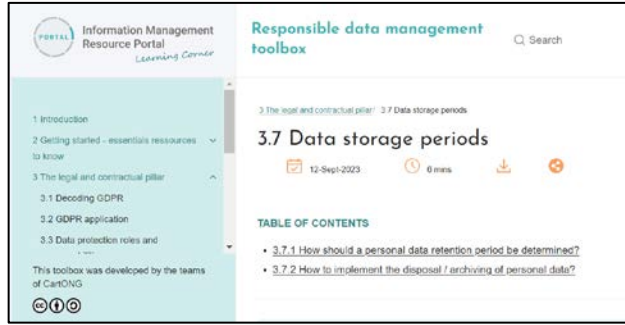 PORTAL
Information Management
Resource Portal
Learning Corner
1 Introduction
2 Getting started - essentials ressources
to know
3 The legal and contractual pillar
3.1 Decoding GDPR
3.2 GDPR application
3.3 Data protection roles and
This toolbox was developed by the teams
of CartONG
Responsible data management
toolbox
Search
3 The legal and contractual pillar/ 3.7 Data storage periods
3.7 Data storage periods
12-Sept-2023
6 mins
TABLE OF CONTENTS
3.7.1 How should a personal data retention period be determined?
3.7.2 How to implement the disposal / archiving of personal data?